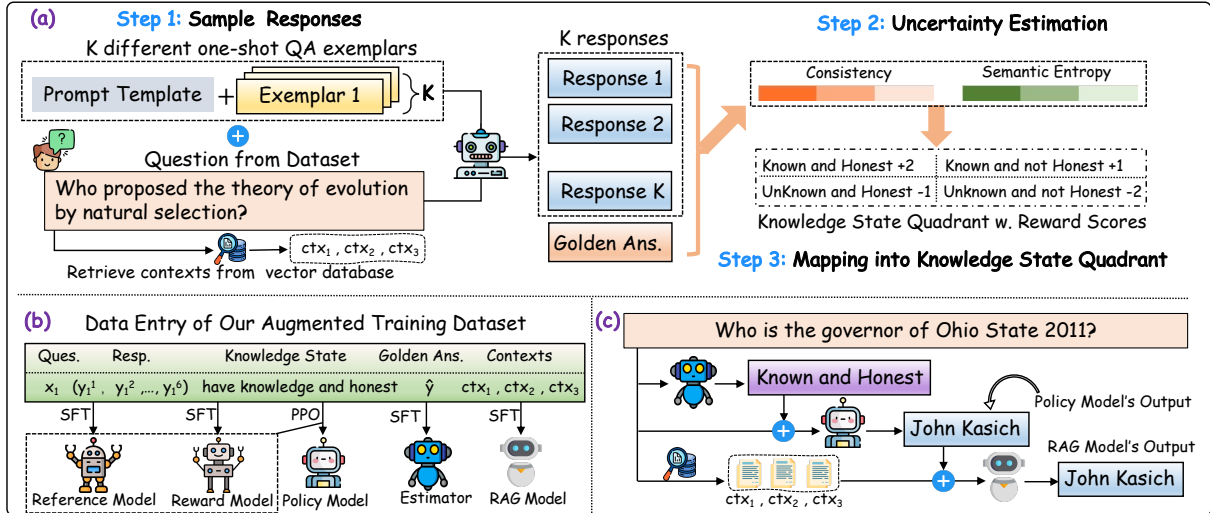 (a)
Step 1: Sample Responses
K different one-shot QA exemplars
Prompt Template + Exemplar 1 K
+
?
Question from Dataset
Who proposed the theory of evolution
by natural selection?
ctx₁ , ctx₂ , ctx₃
Retrieve contexts from vector database
K responses
Response 1
Response 2
Response K
Golden Ans.
Step 2: Uncertainty Estimation
Consistency
Semantic Entropy
Known and Honest +2
Known and not Honest +1
UnKnown and Honest -1
Unknown and not Honest -2
Knowledge State Quadrant w. Reward Scores
Step 3: Mapping into Knowledge State Quadrant
(b)
Data Entry of Our Augmented Training Dataset
Ques. Resp. Knowledge State Golden Ans. Contexts
x₁ (y₁¹ , y₁² ,..., y₁⁶) have knowledge and honest ŷ ctx₁ , ctx₂ , ctx₃
SFT SFT PPO SFT SFT
Reference Model Reward Model Policy Model Estimator RAG Model
(c)
Who is the governor of Ohio State 2011?
Known and Honest
Policy Model's Output
+
John Kasich
RAG Model's Output
+
John Kasich
ctx₁ , ctx₂ , ctx₃